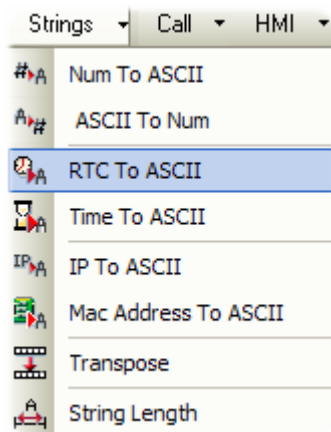 Strings Call HMI
Num To ASCII
ASCII To Num
RTC To ASCII
Time To ASCII
IP To ASCII
Mac Address To ASCII
Transpose
String Length